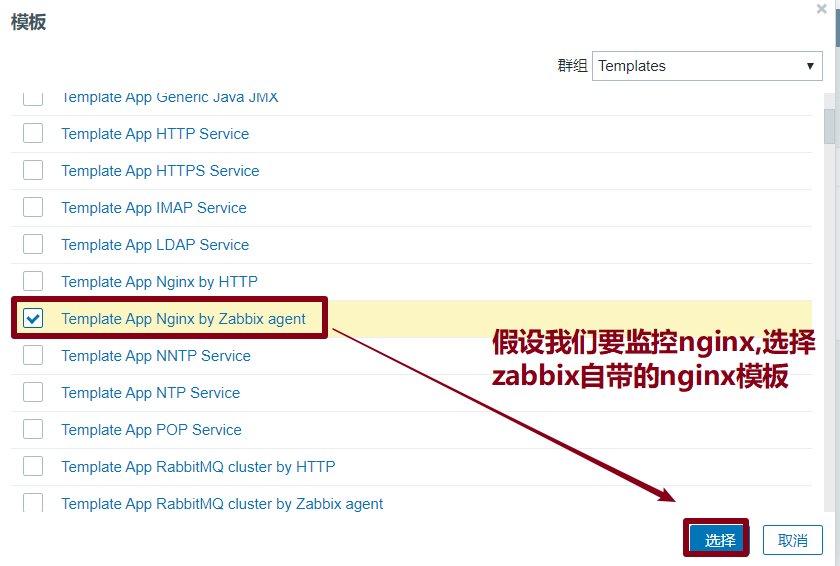 模板
群组 Templates
Template App Generic Java JMX
Template App HTTP Service
Template App HTTPS Service
Template App IMAP Service
Template App LDAP Service
Template App Nginx by HTTP
Template App Nginx by Zabbix agent
Template App NNTP Service
Template App NTP Service
Template App POP Service
Template App RabbitMQ cluster by HTTP
Template App RabbitMQ cluster by Zabbix agent
假设我们要监控nginx,选择
zabbix自带的nginx模板
选择 取消